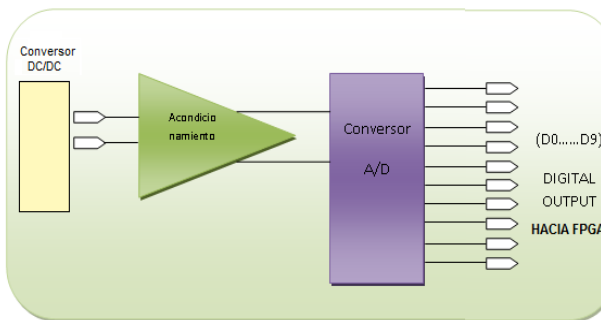 Conversor
DC/DC
Acondicio
namiento
Conversor
A/D
(D0......D9)
DIGITAL
OUTPUT
HACIA FPGA